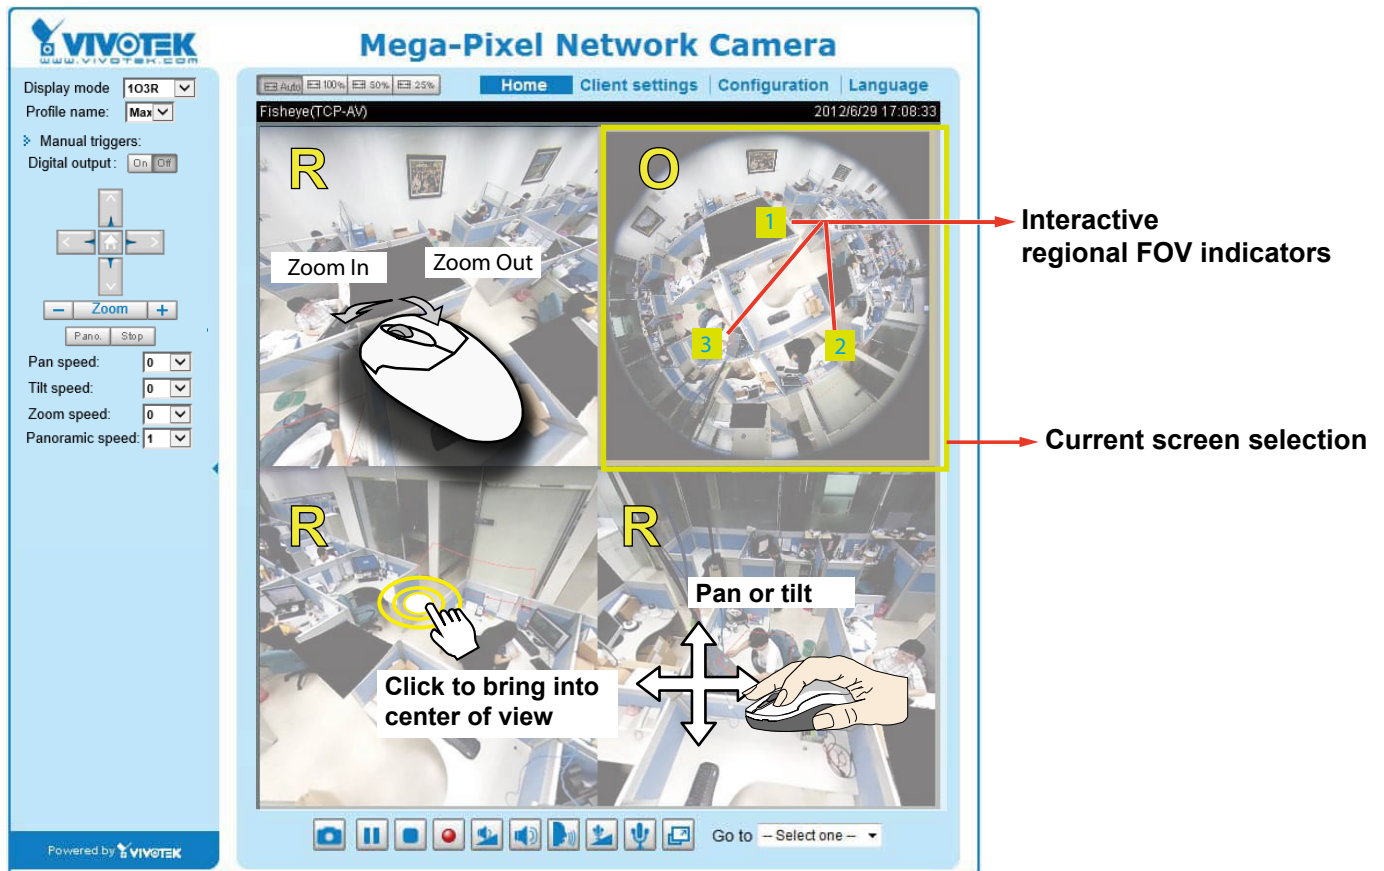 VIVOTEK
www.vivotek.com
Mega-Pixel Network Camera
Display mode 1O3R
Profile name: Max
Manual triggers:
Digital output: On Off
Zoom
Pano. Stop
Pan speed: 0
Tilt speed: 0
Zoom speed: 0
Panoramic speed: 1
Powered by VIVOTEK
Auto 100% 50% 25%
Home Client settings Configuration Language
Fisheye(TCP-AV) 2012/6/29 17:08:33
R
O
Zoom In
Zoom Out
1
3
2
Interactive
regional FOV indicators
Current screen selection
R
R
Pan or tilt
Click to bring into
center of view
Go to -- Select one --